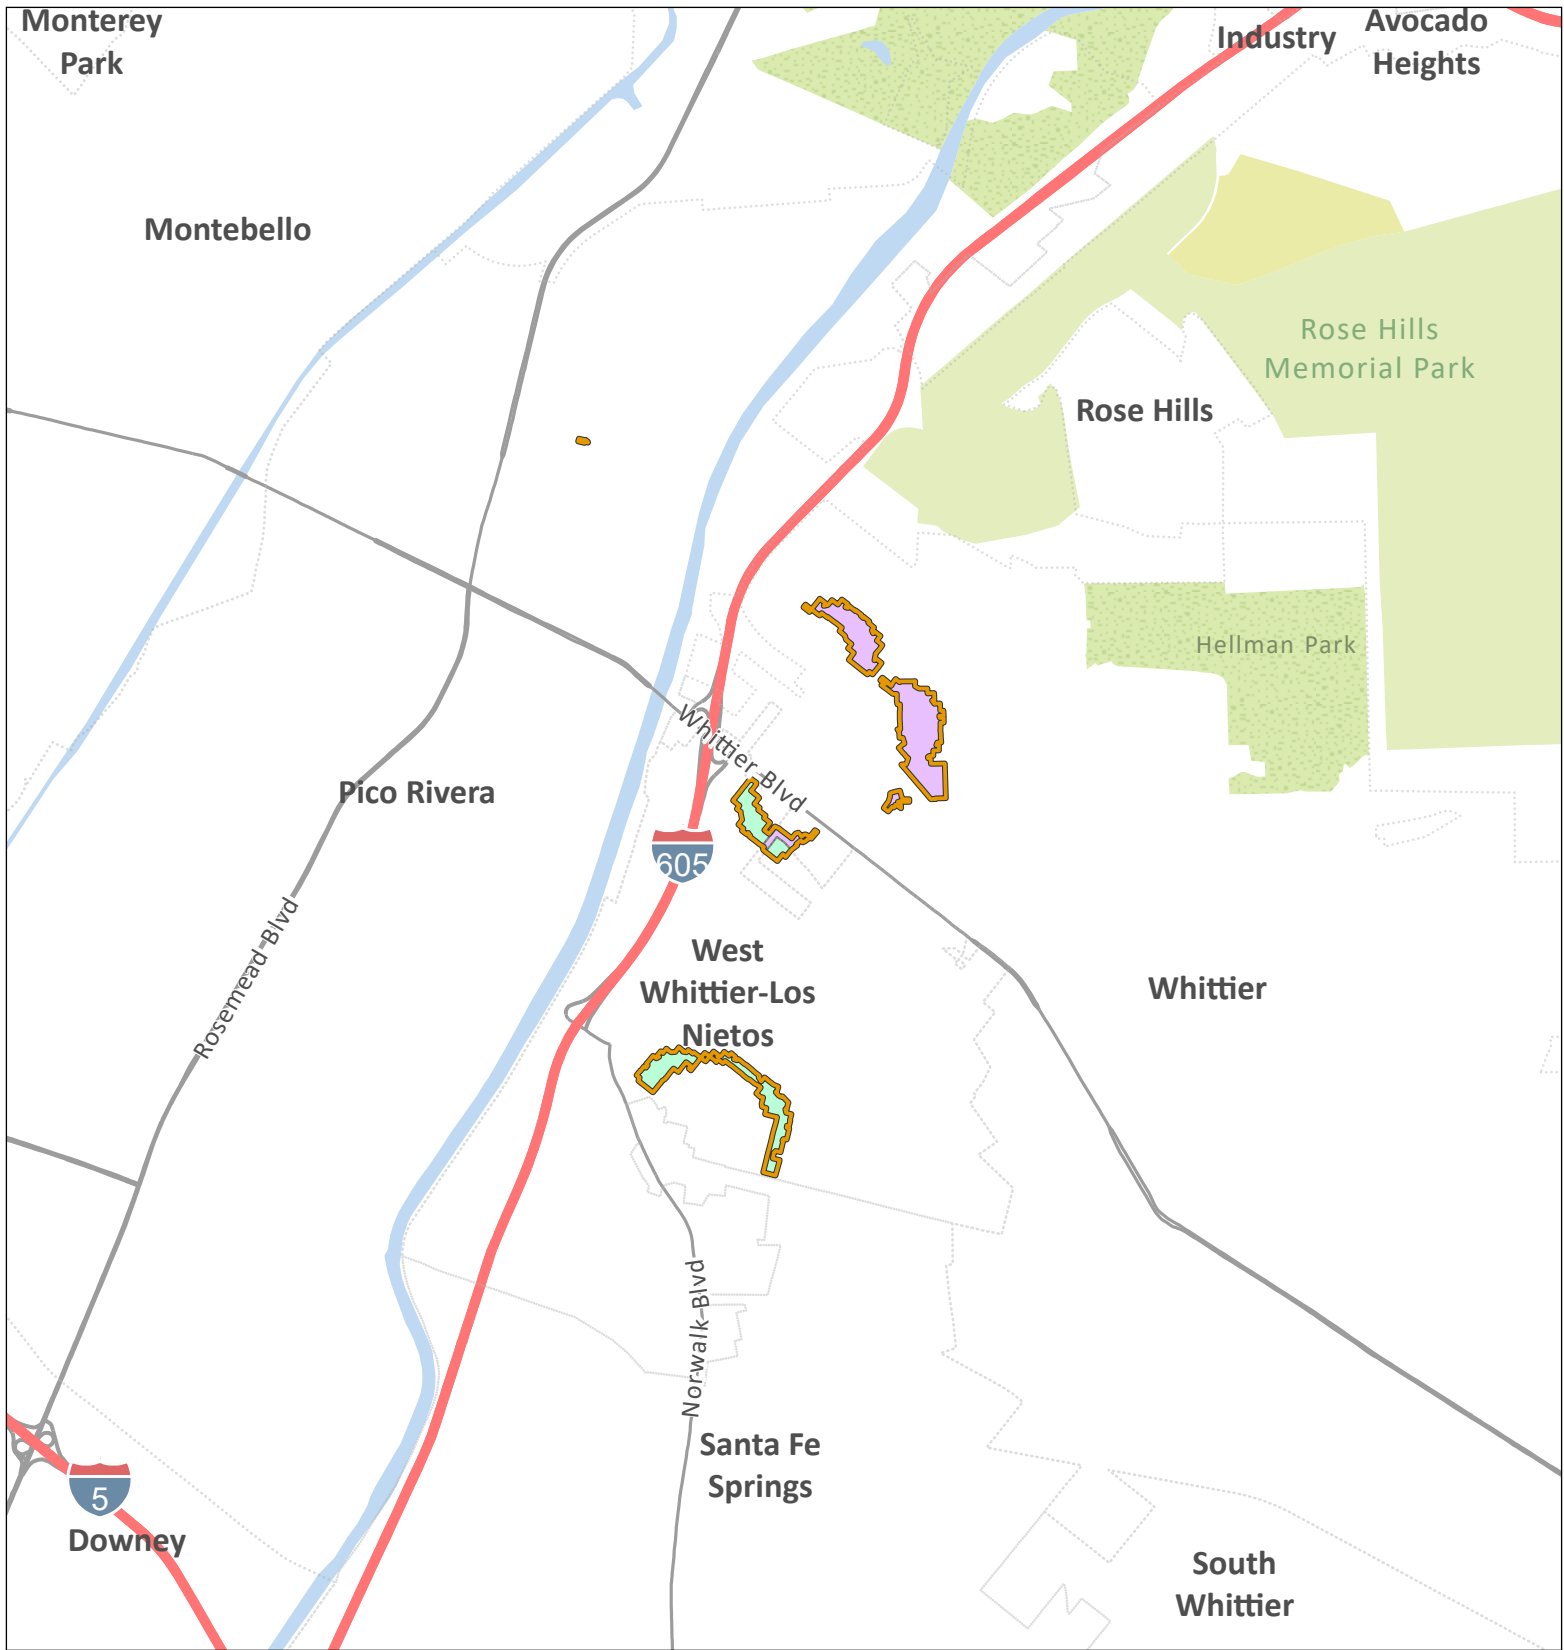 Monterey
Park
Industry
Avocado
Heights
Montebello
Rose Hills
Memorial Park
Rose Hills
Hellman Park
Whittier Blvd
Pico Rivera
605
Rosemead Blvd
West
Whittier-Los
Nietos
Whittier
Norwalk Blvd
Santa Fe
Springs
5
Downey
South
Whittier